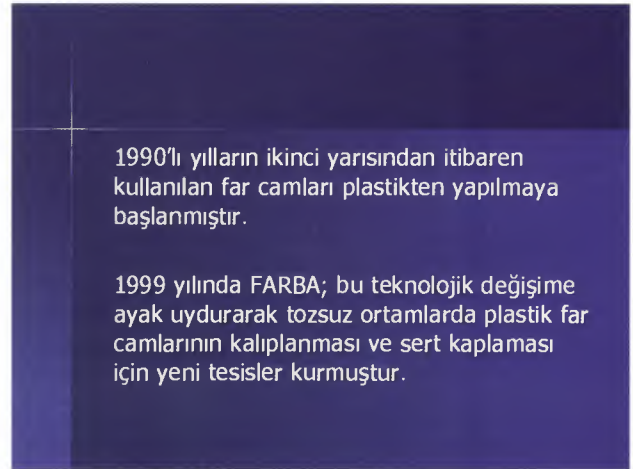 1990'lı yılların ikinci yarısından itibaren
kullanılan far camları plastikten yapılmaya
başlanmıştır.
1999 yılında FARBA; bu teknolojik değişime
ayak uydurarak tozsuz ortamlarda plastik far
camlarının kalıplanması ve sert kaplaması
için yeni tesisler kurmuştur.